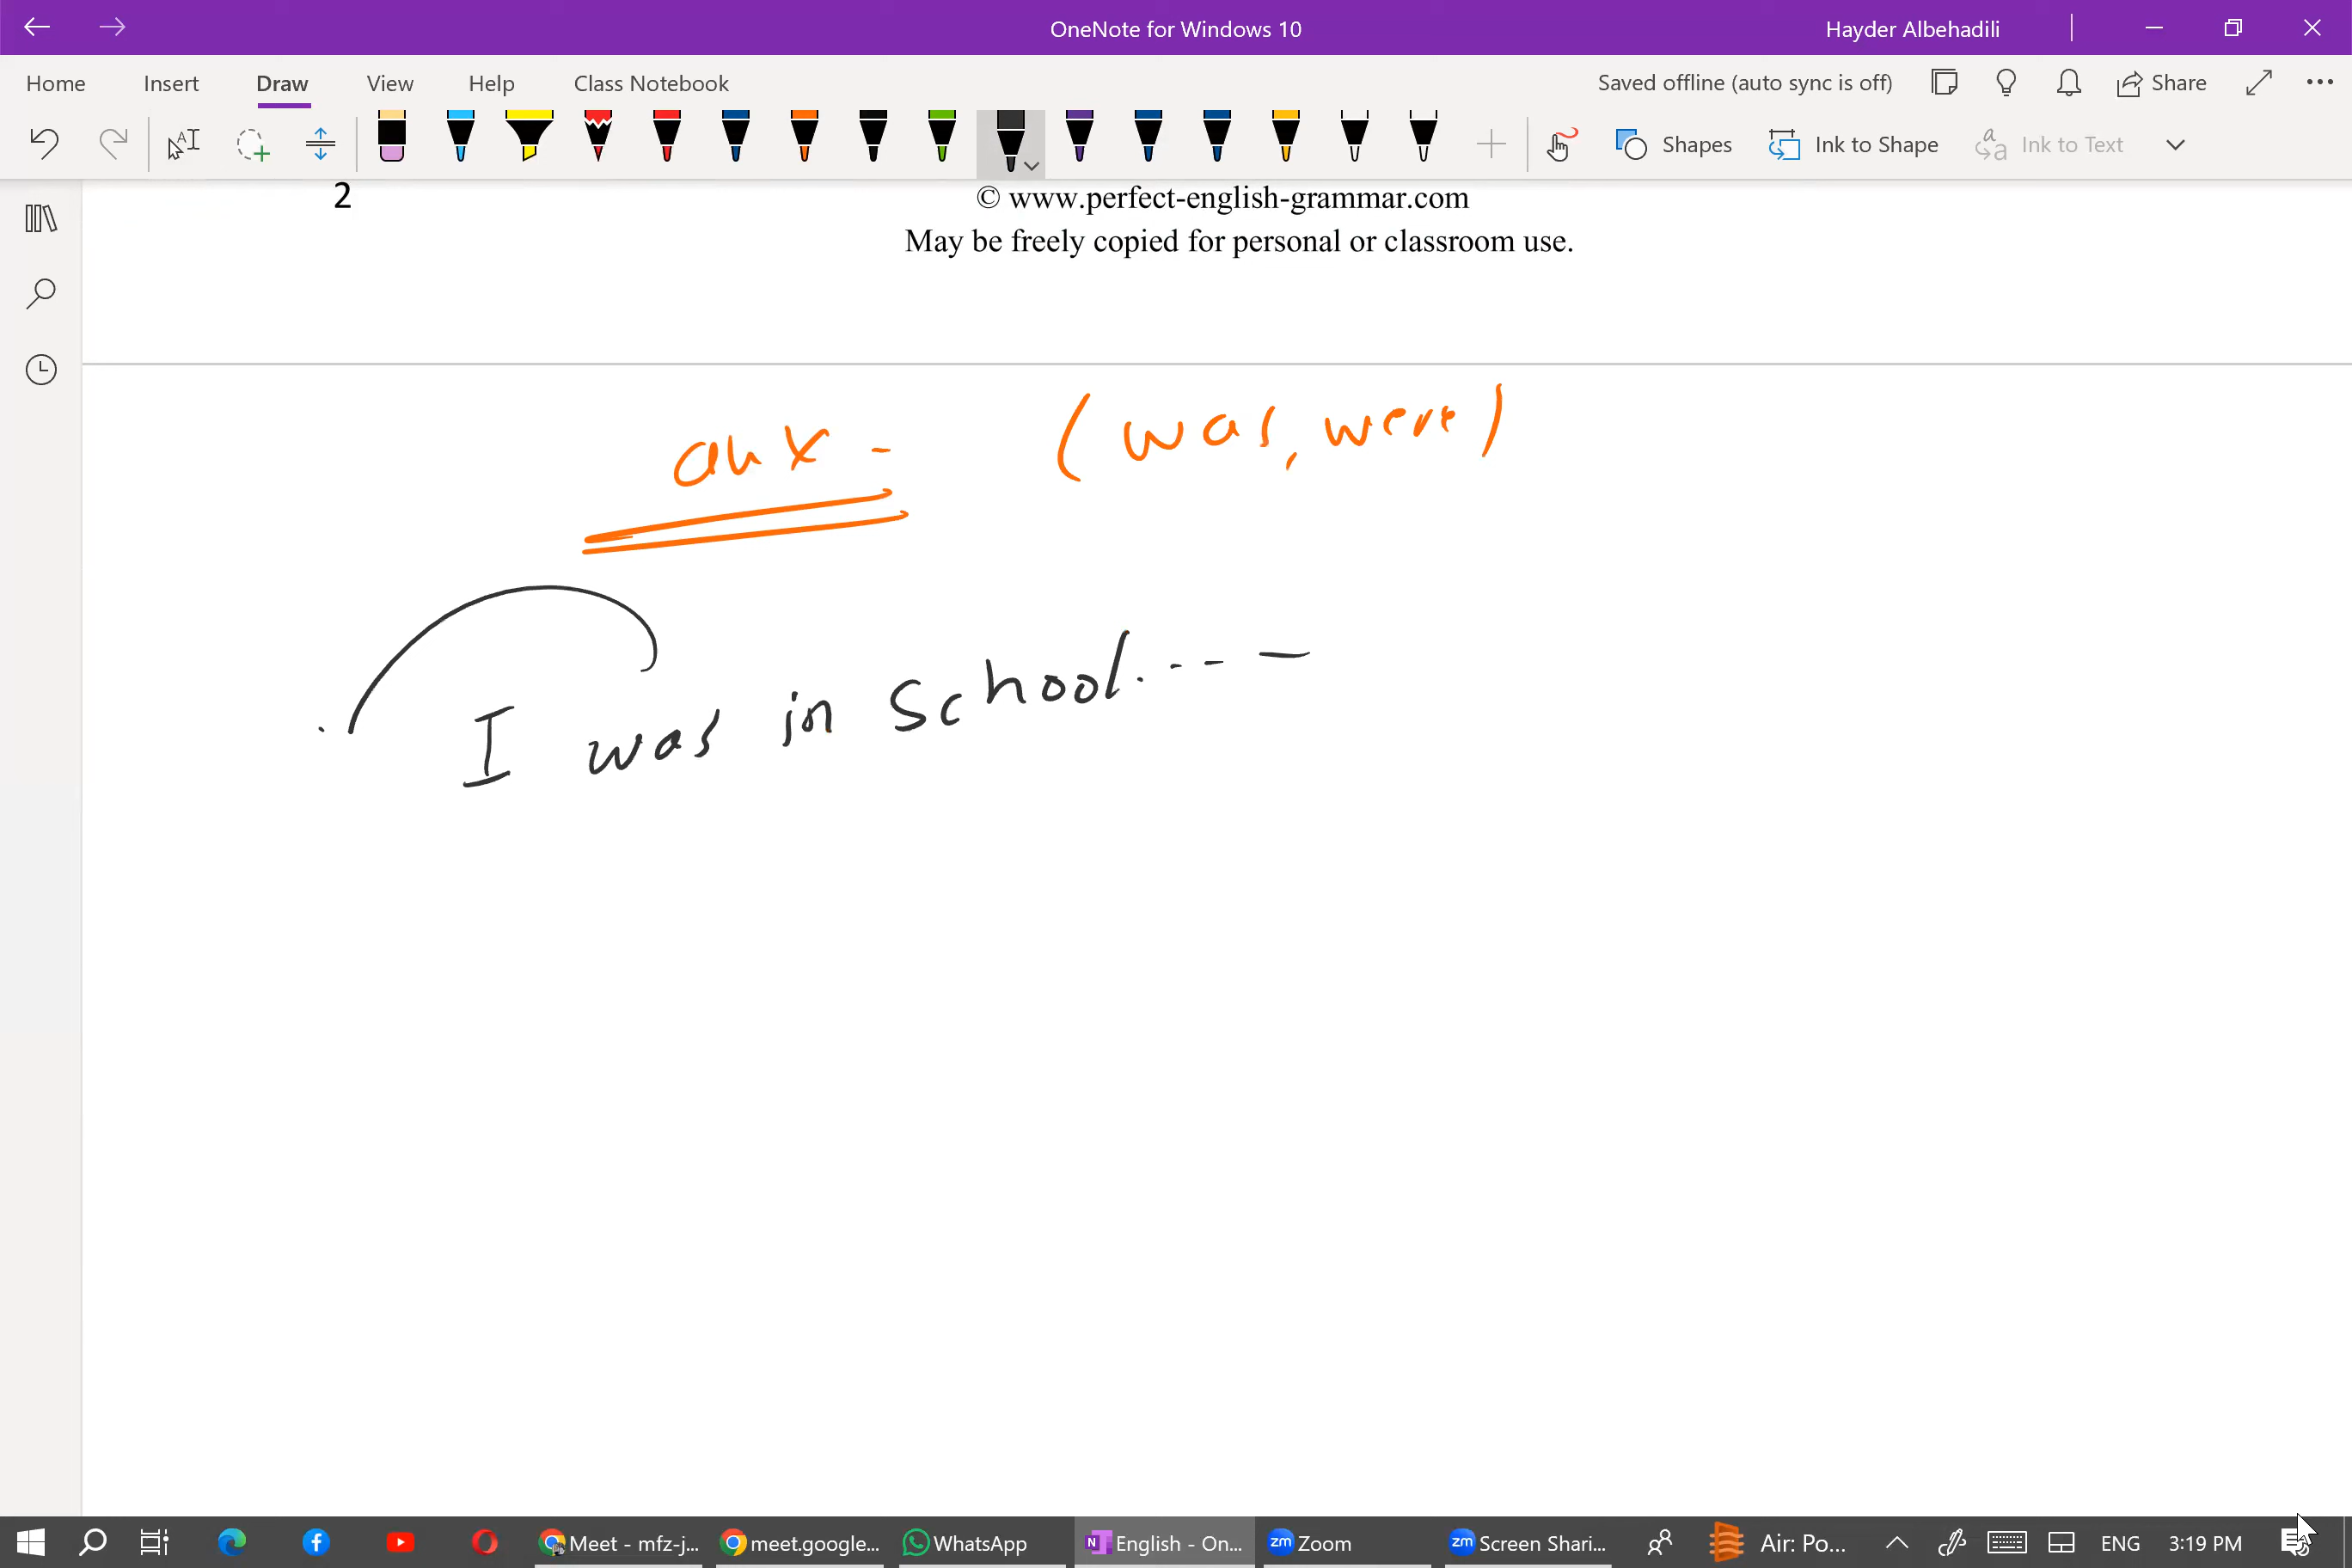 OneNote for Windows 10
Hayder Albehadili
Home Insert Draw View Help Class Notebook
Saved offline (auto sync is off) Share
Shapes Ink to Shape Ink to Text
2
© www.perfect-english-grammar.com
May be freely copied for personal or classroom use.
aux - (was, were)
I was in School. -- —
Meet - mfz-j... meet.google... WhatsApp English - On... Zoom Screen Shari... Air: Po... ENG 3:19 PM